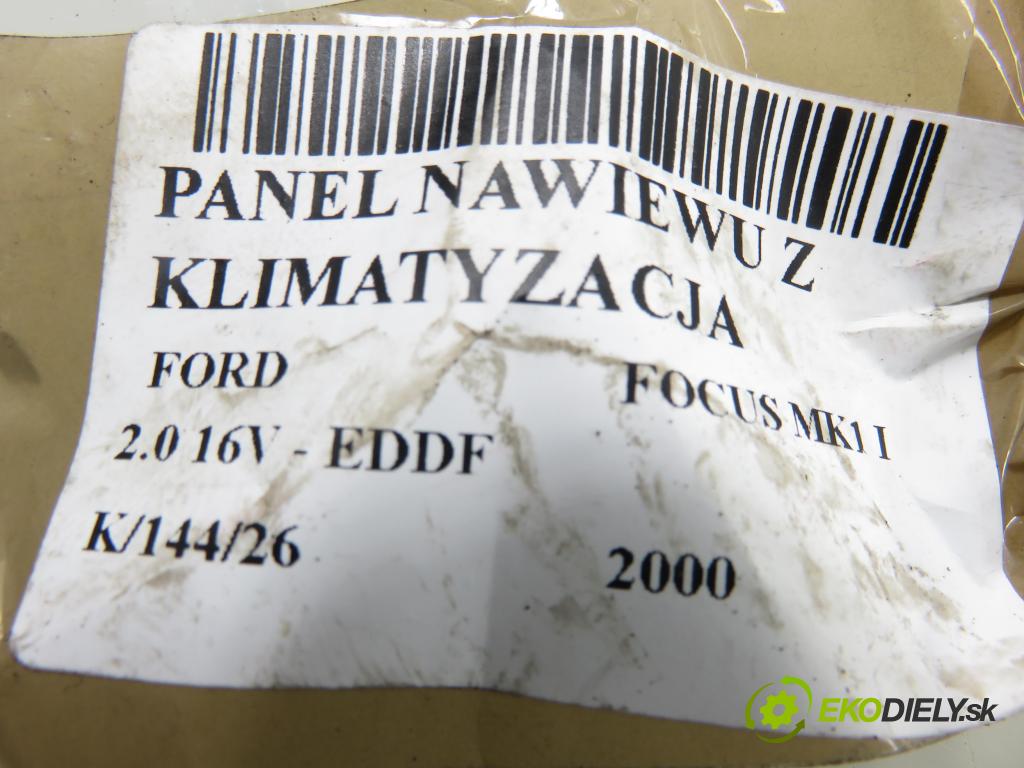 PANEL NAWIEWU Z
KLIMATYZACJA
FORD FOCUS MK1 I
2.0 16V - EDDF
K/144/26 2000
EKODIELY.sk